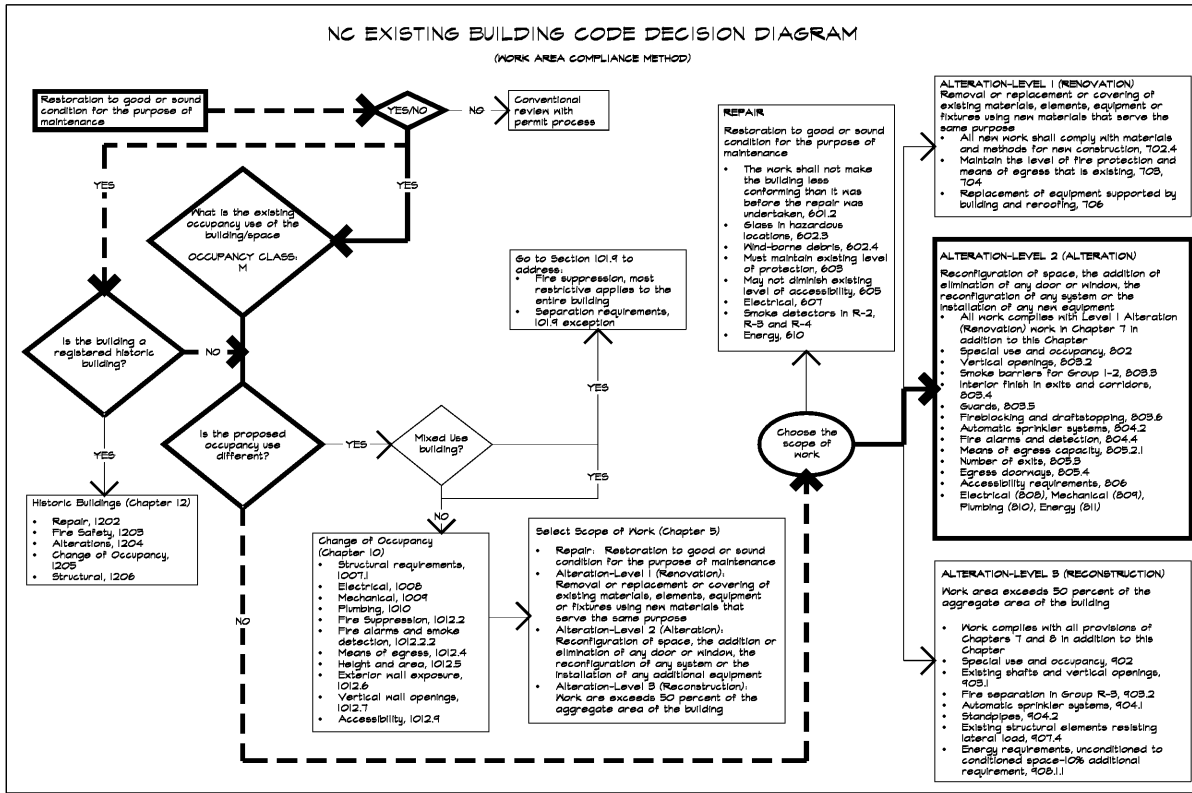 NC EXISTING BUILDING CODE DECISION DIAGRAM
(WORK AREA COMPLIANCE METHOD)
Restoration to good or sound
condition for the purpose of
maintenance
YES/NO
NO
Conventional
review with
permit process
YES
YES
What is the existing
occupancy use of the
building/space
OCCUPANCY CLASS:
M
Is the building a
registered historic
building?
NO
YES
Historic Buildings (Chapter 12)
• Repair, 1202
• Fire Safety, 1203
• Alterations, 1204
• Change of Occupancy,
1205
• Structural, 1206
Is the proposed
occupancy use
different?
YES
NO
Mixed Use
building?
YES
YES
NO
Go to Section 101.9 to
address:
• Fire suppression, most
restrictive applies to the
entire building
• Separation requirements,
101.9 exception
Change of Occupancy
(Chapter 10)
• Structural requirements,
1007.1
• Electrical, 1008
• Mechanical, 1009
• Plumbing, 1010
• Fire Suppression, 1012.2
• Fire alarms and smoke
detection, 1012.2.2
• Means of egress, 1012.4
• Height and area, 1012.5
• Exterior wall exposure,
1012.6
• Vertical wall openings,
1012.7
• Accessibility, 1012.9
Select Scope of Work (Chapter 5)
• Repair: Restoration to good or sound
condition for the purpose of maintenance
• Alteration-Level 1 (Renovation):
Removal or replacement or covering of
existing materials, elements, equipment
or fixtures using new materials that
serve the same purpose
• Alteration-Level 2 (Alteration):
Reconfiguration of space, the addition or
elimination of any door or window, the
reconfiguration of any system or the
installation of any additional equipment
• Alteration-Level 3 (Reconstruction):
Work are exceeds 50 percent of the
aggregate area of the building
REPAIR
Restoration to good or sound
condition for the purpose of
maintenance
• The work shall not make
the building less
conforming than it was
before the repair was
undertaken, 601.2
• Glass in hazardous
locations, 602.3
• Wind-borne debris, 602.4
• Must maintain existing level
of protection, 603
• May not diminish existing
level of accessibility, 605
• Electrical, 607
• Smoke detectors in R-2,
R-3 and R-4
• Energy, 610
Choose the
scope of
work
ALTERATION-LEVEL 1 (RENOVATION)
Removal or replacement or covering of
existing materials, elements, equipment or
fixtures using new materials that serve the
same purpose
• All new work shall comply with materials
and methods for new construction, 702.4
• Maintain the level of fire protection and
means of egress that is existing, 703,
704
• Replacement of equipment supported by
building and reroofing, 706
ALTERATION-LEVEL 2 (ALTERATION)
Reconfiguration of space, the addition of
elimination of any door or window, the
reconfiguration of any system or the
installation of any new equipment
• All work complies with Level 1 Alteration
(Renovation) work in Chapter 7 in
addition to this Chapter
• Special use and occupancy, 802
• Vertical openings, 803.2
• Smoke barriers for Group I-2, 803.3
• Interior finish in exits and corridors,
803.4
• Guards, 803.5
• Fireblocking and draftstopping, 803.6
• Automatic sprinkler systems, 804.2
• Fire alarms and detection, 804.4
• Means of egress capacity, 805.2.1
• Number of exits, 805.3
• Egress doorways, 805.4
• Accessibility requirements, 806
• Electrical (808), Mechanical (809),
Plumbing (810), Energy (811)
ALTERATION-LEVEL 3 (RECONSTRUCTION)
Work area exceeds 50 percent of the
aggregate area of the building
• Work complies with all provisions of
Chapters 7 and 8 in addition to this
Chapter
• Special use and occupancy, 902
• Existing shafts and vertical openings,
903.1
• Fire separation in Group R-3, 903.2
• Automatic sprinkler systems, 904.1
• Standpipes, 904.2
• Existing structural elements resisting
lateral load, 907.4
• Energy requirements, unconditioned to
conditioned space-10% additional
requirement, 908.1.1